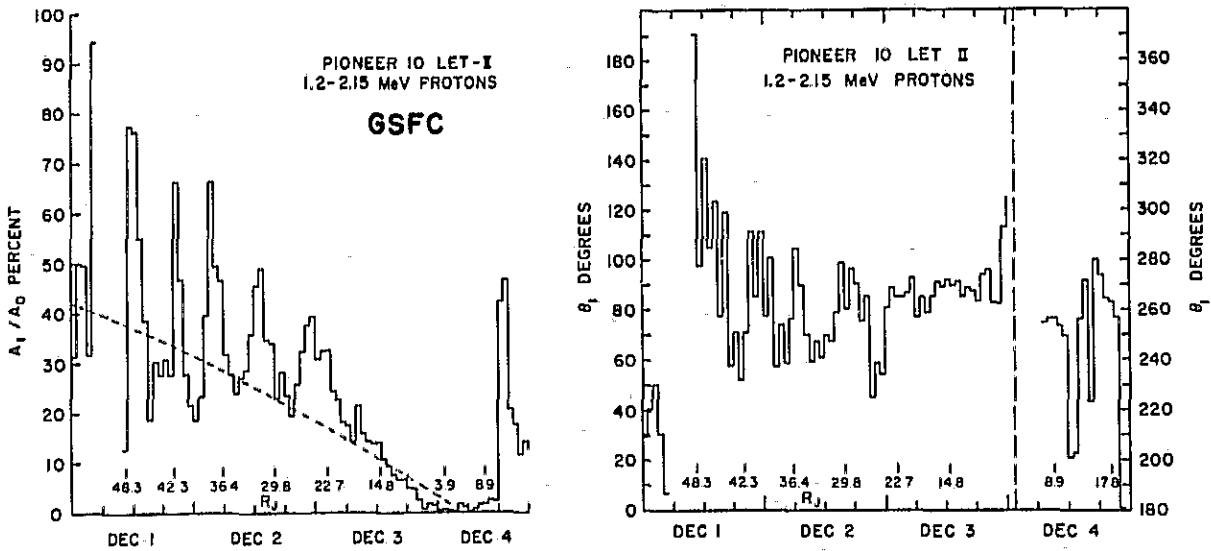 PIONEER 10 LET-II
1.2-2.15 MeV PROTONS
GSFC
A₁/A₀ PERCENT
100
90
80
70
60
50
40
30
20
10
0
48.3 42.3 36.4 29.8 22.7 14.8 3.9 8.9
RJ
DEC 1 DEC 2 DEC 3 DEC 4
PIONEER 10 LET II
1.2-2.15 MeV PROTONS
θ₁ DEGREES
180
160
140
120
100
80
60
40
20
0
θ₁ DEGREES
360
340
320
300
280
260
240
220
200
180
48.3 42.3 36.4 29.8 22.7 14.8 8.9 17.8
RJ
DEC 1 DEC 2 DEC 3 DEC 4